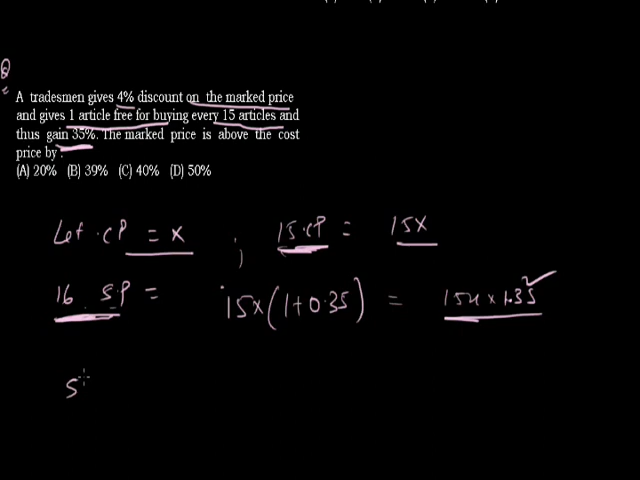 Q
A tradesmen gives 4% discount on the marked price
and gives 1 article free for buying every 15 articles and
thus gain 35%. The marked price is above the cost
price by :
(A) 20% (B) 39% (C) 40% (D) 50%
Let CP = x ; 15 CP = 15x
16 S.P = 15x(1+0.35) = 15x x 1.35
S